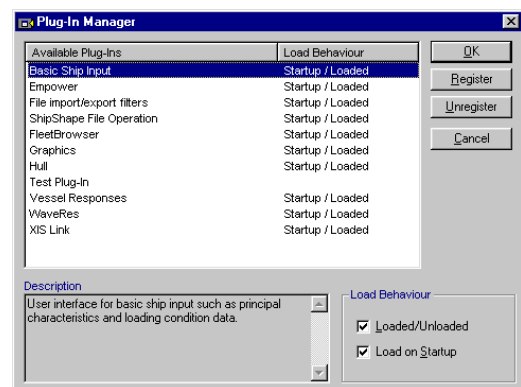 Plug-In Manager
Available Plug-Ins Load Behaviour
Basic Ship Input Startup / Loaded
Empower Startup / Loaded
File import/export filters Startup / Loaded
ShipShape File Operation Startup / Loaded
FleetBrowser Startup / Loaded
Graphics Startup / Loaded
Hull Startup / Loaded
Test Plug-In
Vessel Responses Startup / Loaded
WaveRes Startup / Loaded
XIS Link Startup / Loaded
OK
Register
Unregister
Cancel
Description
User interface for basic ship input such as principal
characteristics and loading condition data.
Load Behaviour
Loaded/Unloaded
Load on Startup